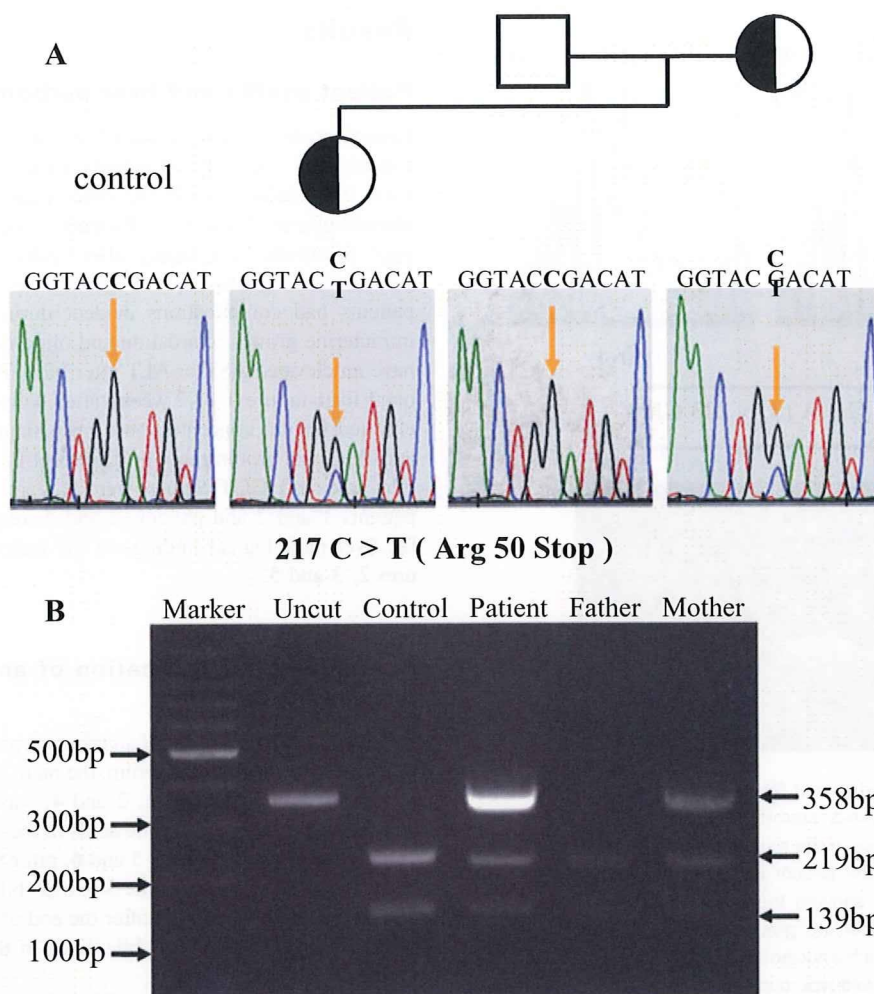 A
control
GGTACCGACAT
GGTAC C/T GACAT
GGTACCGACAT
GGTAC C/T GACAT
217 C > T ( Arg 50 Stop )
B
Marker Uncut Control Patient Father Mother
500bp
300bp
200bp
100bp
358bp
219bp
139bp